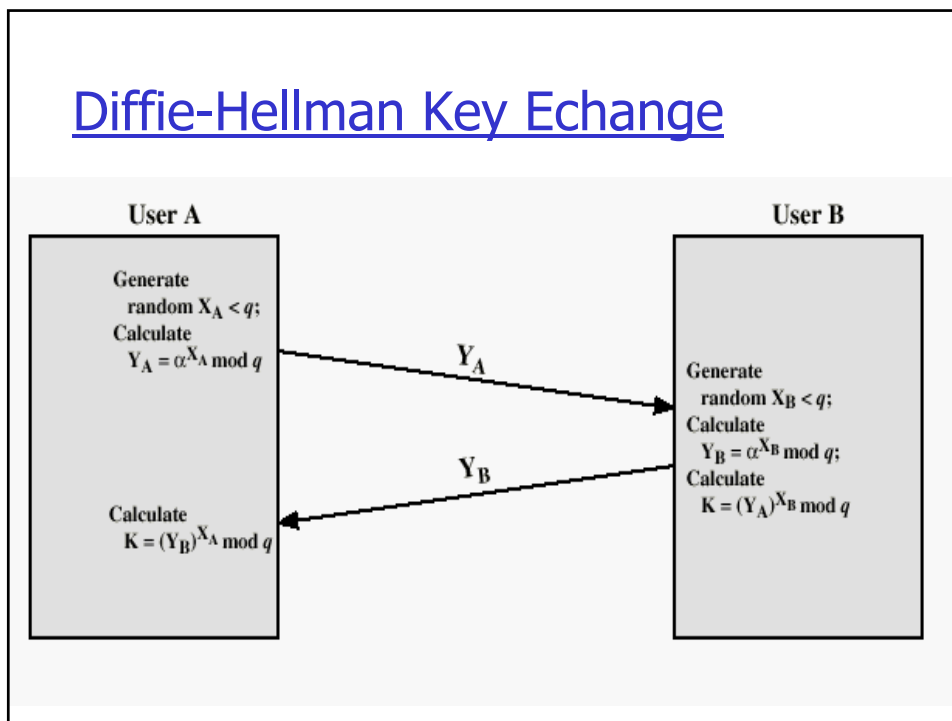 Diffie-Hellman Key Echange
User A
Generate
random X_A < q;
Calculate
Y_A = α^X_A mod q
Calculate
K = (Y_B)^X_A mod q
Y_A
Y_B
User B
Generate
random X_B < q;
Calculate
Y_B = α^X_B mod q;
Calculate
K = (Y_A)^X_B mod q